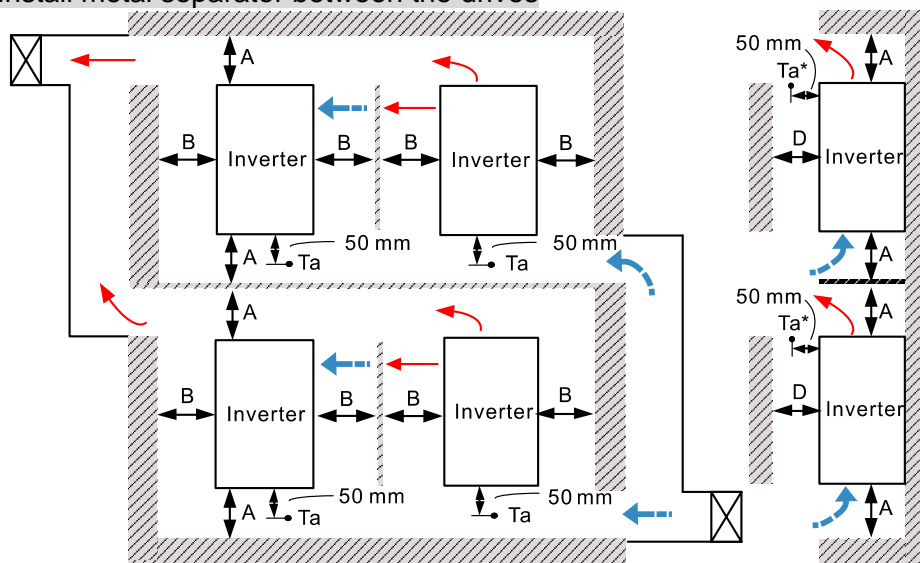 Install metal separator between the drives
50 mm
A
Ta*
A
B
Inverter
B
B
Inverter
B
D
Inverter
A
50 mm
Ta
50 mm
Ta
A
50 mm
A
Ta*
A
B
Inverter
B
B
Inverter
B
D
Inverter
A
50 mm
Ta
50 mm
Ta
A